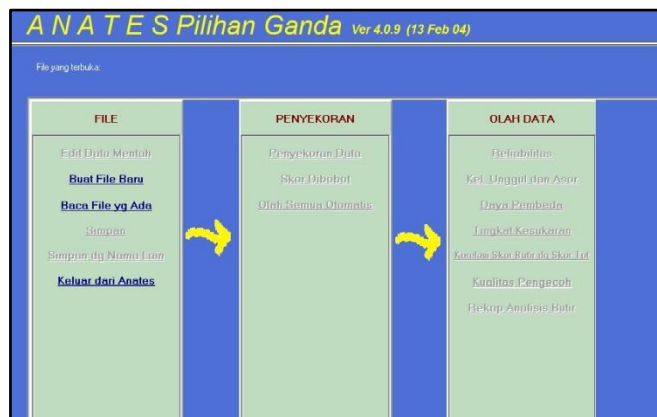 ANATES Pilihan Ganda Ver 4.0.9 (13 Feb 04)
File yang terbuka:
FILE
Edit Data Mentah
Buat File Baru
Baca File yg Ada
Simpan
Simpan dg Nama Lain
Keluar dari Anates
PENYEKORAN
Penyekoran Data
Skor Dibobot
Olah Semua Otomatis
OLAH DATA
Reliabilitas
Kel. Unggul dan Asor
Daya Pembeda
Tingkat Kesukaran
Korelasi Skor Butir dg Skor Tot
Kualitas Pengecoh
Rekap Analisis Butir